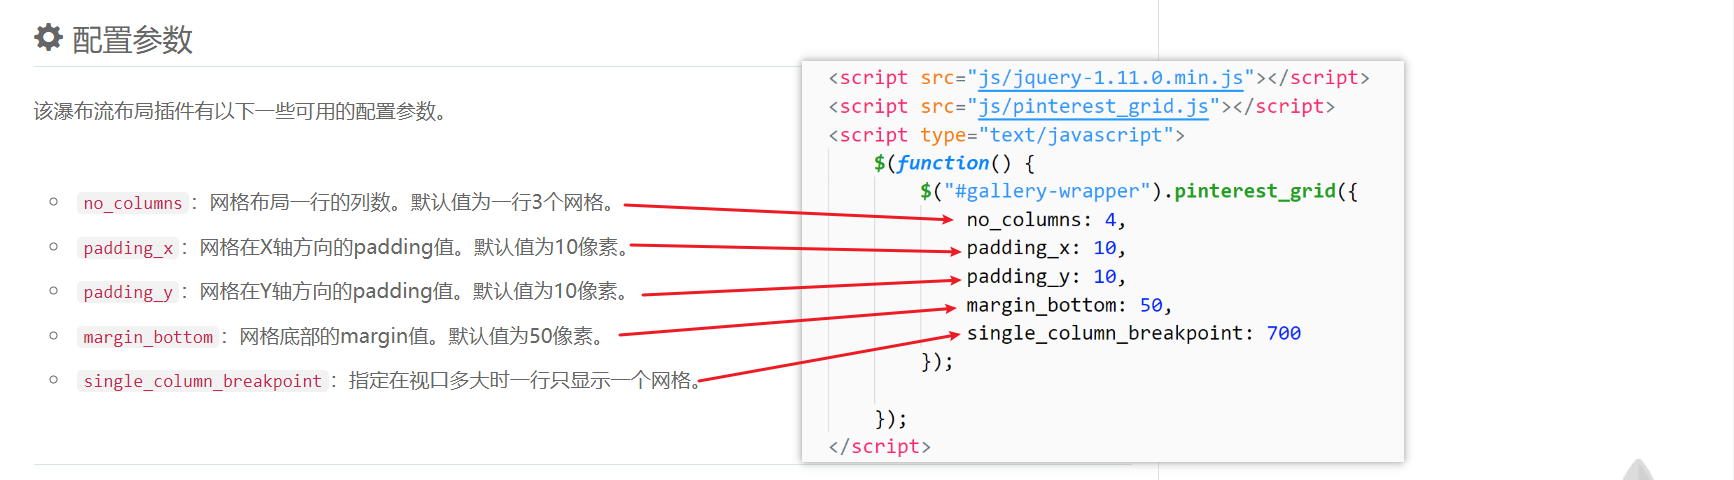 配置参数
该瀑布流布局插件有以下一些可用的配置参数。
no_columns：网格布局一行的列数。默认值为一行3个网格。
padding_x：网格在X轴方向的padding值。默认值为10像素。
padding_y：网格在Y轴方向的padding值。默认值为10像素。
margin_bottom：网格底部的margin值。默认值为50像素。
single_column_breakpoint：指定在视口多大时一行只显示一个网格。
<script src="js/jquery-1.11.0.min.js"></script>
<script src="js/pinterest_grid.js"></script>
<script type="text/javascript">
$(function() {
$("#gallery-wrapper").pinterest_grid({
no_columns: 4,
padding_x: 10,
padding_y: 10,
margin_bottom: 50,
single_column_breakpoint: 700
});
});
</script>